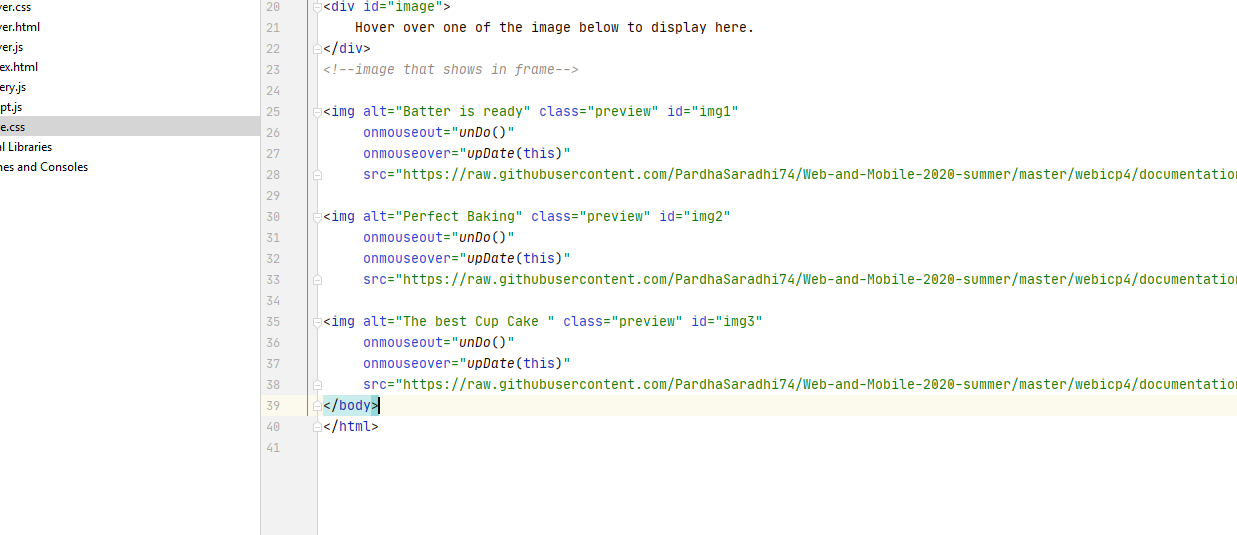 ver.css
ver.html
ver.js
ex.html
ery.js
pt.js
e.css
l Libraries
hes and Consoles
20 <div id="image">
21 Hover over one of the image below to display here.
22 </div>
23 <!--image that shows in frame-->
24
25 <img alt="Batter is ready" class="preview" id="img1"
26 onmouseout="unDo()"
27 onmouseover="upDate(this)"
28 src="https://raw.githubusercontent.com/PardhaSaradhi74/Web-and-Mobile-2020-summer/master/webicp4/documentation
29
30 <img alt="Perfect Baking" class="preview" id="img2"
31 onmouseout="unDo()"
32 onmouseover="upDate(this)"
33 src="https://raw.githubusercontent.com/PardhaSaradhi74/Web-and-Mobile-2020-summer/master/webicp4/documentation
34
35 <img alt="The best Cup Cake " class="preview" id="img3"
36 onmouseout="unDo()"
37 onmouseover="upDate(this)"
38 src="https://raw.githubusercontent.com/PardhaSaradhi74/Web-and-Mobile-2020-summer/master/webicp4/documentation
39 </body>
40 </html>
41